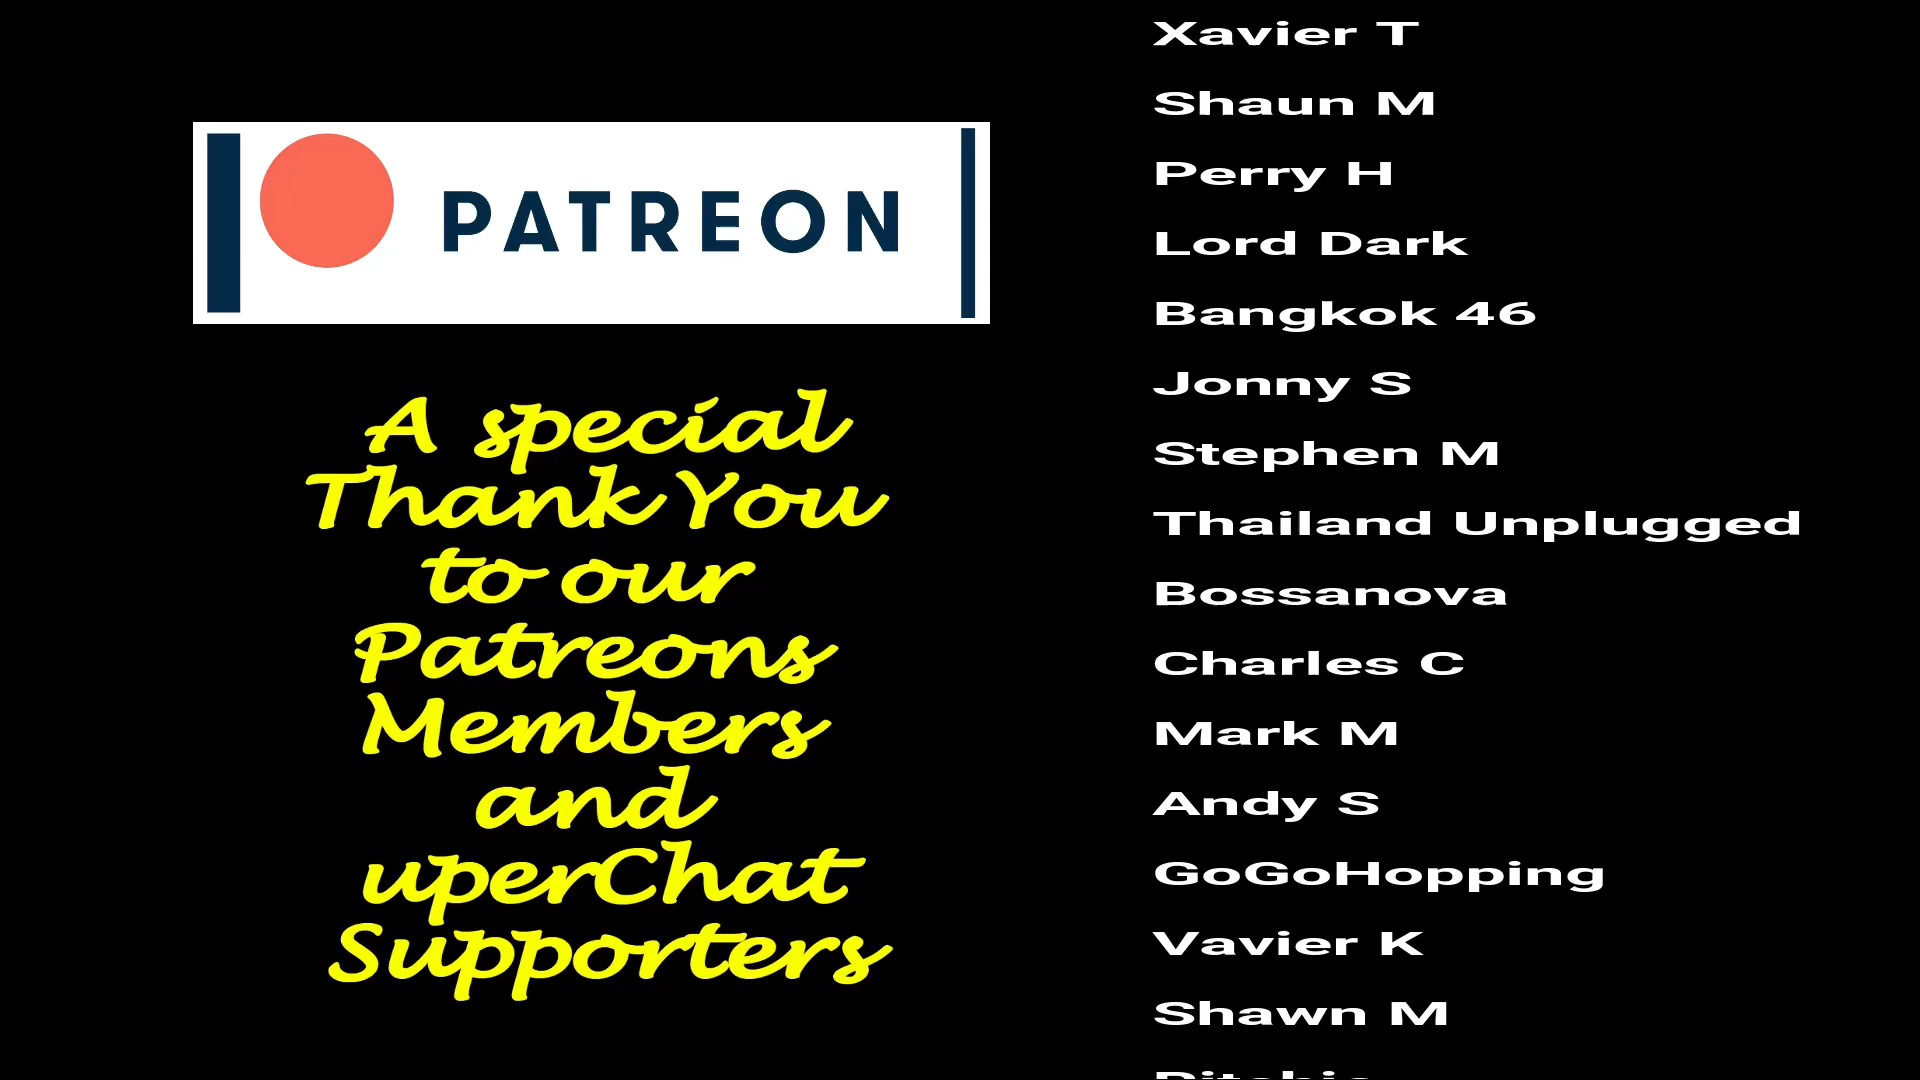 PATREON
A special
Thank You
to our
Patreons
Members
and
uperChat
Supporters
Xavier T
Shaun M
Perry H
Lord Dark
Bangkok 46
Jonny S
Stephen M
Thailand Unplugged
Bossanova
Charles C
Mark M
Andy S
GoGoHopping
Vavier K
Shawn M